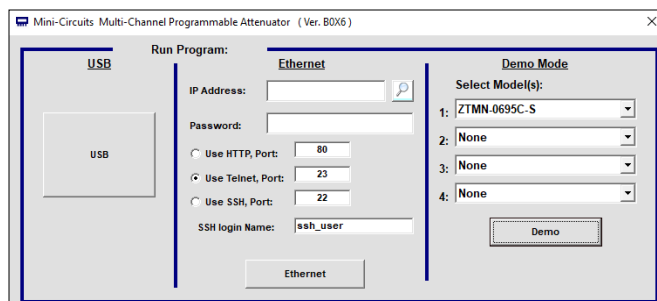 Mini-Circuits Multi-Channel Programmable Attenuator ( Ver. B0X6 )
Run Program:
USB
USB
Ethernet
IP Address:
Password:
Use HTTP, Port: 80
Use Telnet, Port: 23
Use SSH, Port: 22
SSH login Name: ssh_user
Ethernet
Demo Mode
Select Model(s):
1: ZTMN-0695C-S
2: None
3: None
4: None
Demo